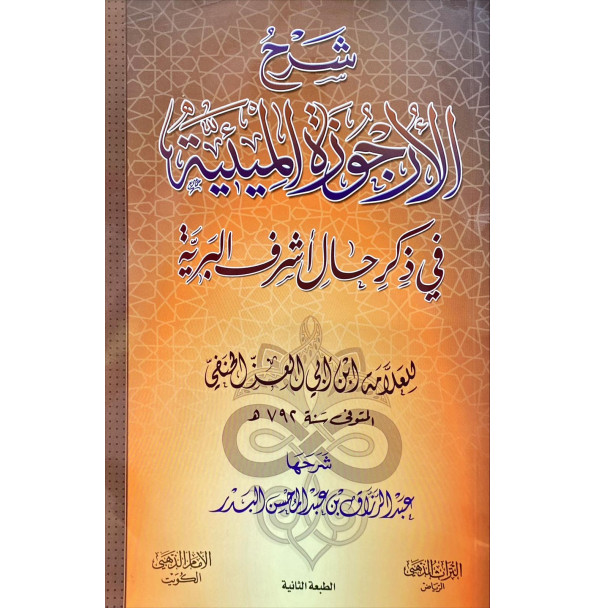 شرح
الأرجوزة الميئية
في ذكر حال أشرف البرية
للعلامة ابن أبي العز الحنفي
المتوفى سنة ٧٩٢ هـ
شرحها
عبد الرزاق بن عبد المحسن البدر
التراث الذهبي
الرياض
الطبعة الثانية
الإمام الذهبي
الكويت